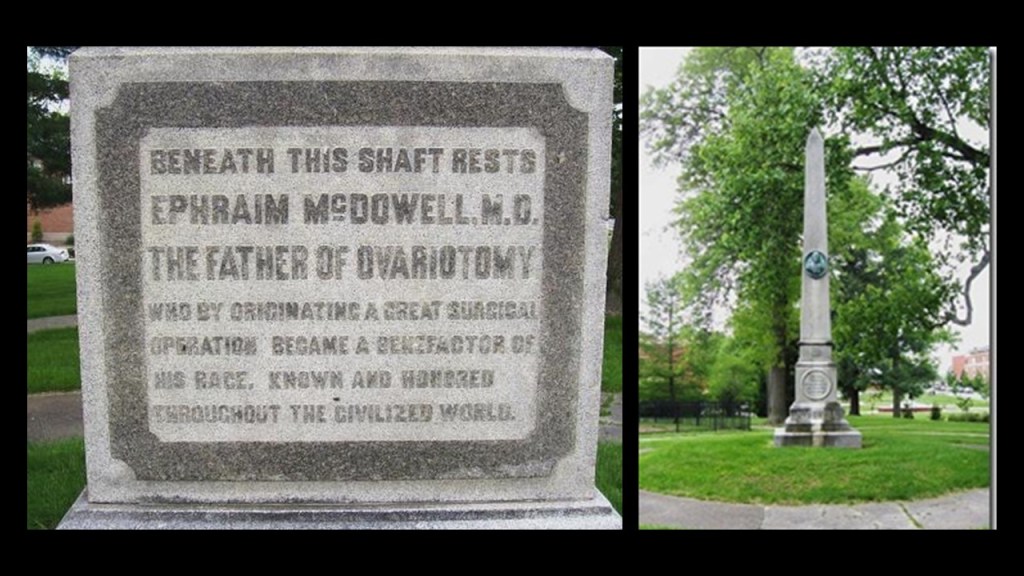 BENEATH THIS SHAFT RESTS
EPHRAIM McDOWELL, M.D.
THE FATHER OF OVARIOTOMY
WHO BY ORIGINATING A GREAT SURGICAL
OPERATION BECAME A BENEFACTOR OF
HIS RACE, KNOWN AND HONORED
THROUGHOUT THE CIVILIZED WORLD.